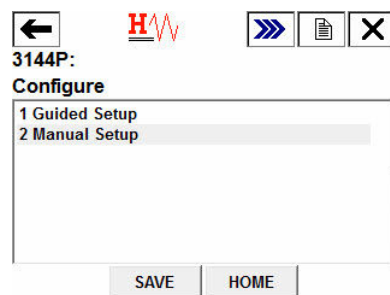 H
3144P:
Configure
1 Guided Setup
2 Manual Setup
SAVE HOME